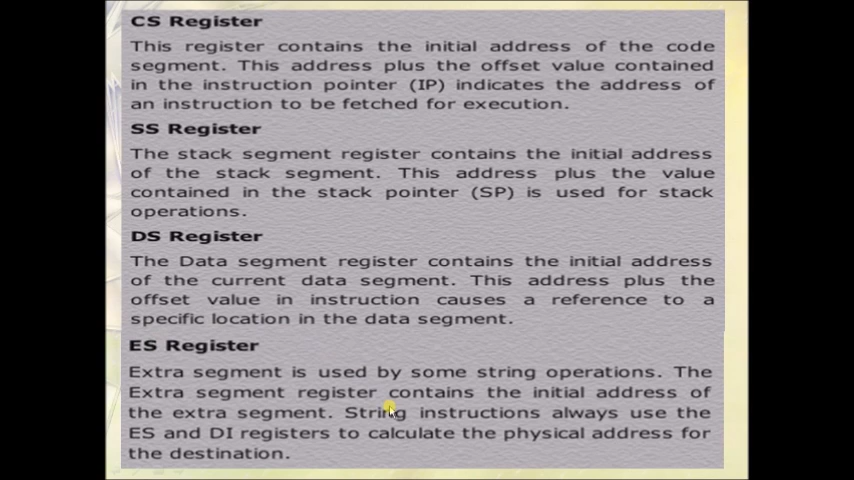 CS Register
This register contains the initial address of the code
segment. This address plus the offset value contained
in the instruction pointer (IP) indicates the address of
an instruction to be fetched for execution.
SS Register
The stack segment register contains the initial address
of the stack segment. This address plus the value
contained in the stack pointer (SP) is used for stack
operations.
DS Register
The Data segment register contains the initial address
of the current data segment. This address plus the
offset value in instruction causes a reference to a
specific location in the data segment.
ES Register
Extra segment is used by some string operations. The
Extra segment register contains the initial address of
the extra segment. String instructions always use the
ES and DI registers to calculate the physical address for
the destination.